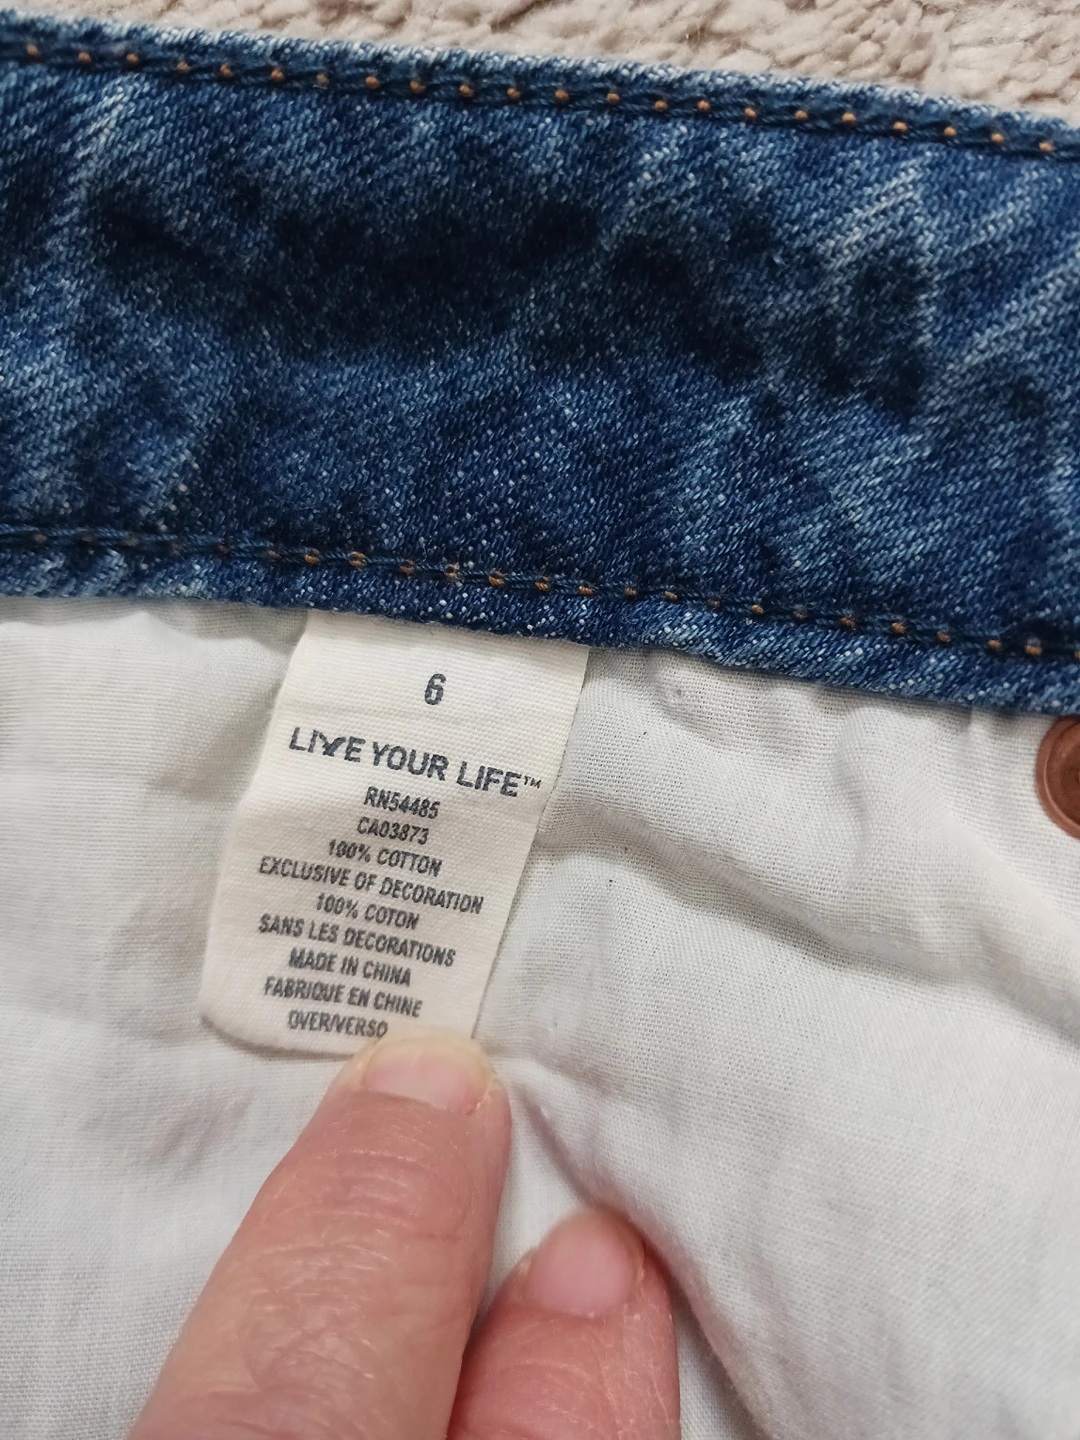 6
LIVE YOUR LIFE™
RN54485
CA03873
100% COTTON
EXCLUSIVE OF DECORATION
100% COTON
SANS LES DECORATIONS
MADE IN CHINA
FABRIQUE EN CHINE
OVER/VERSO